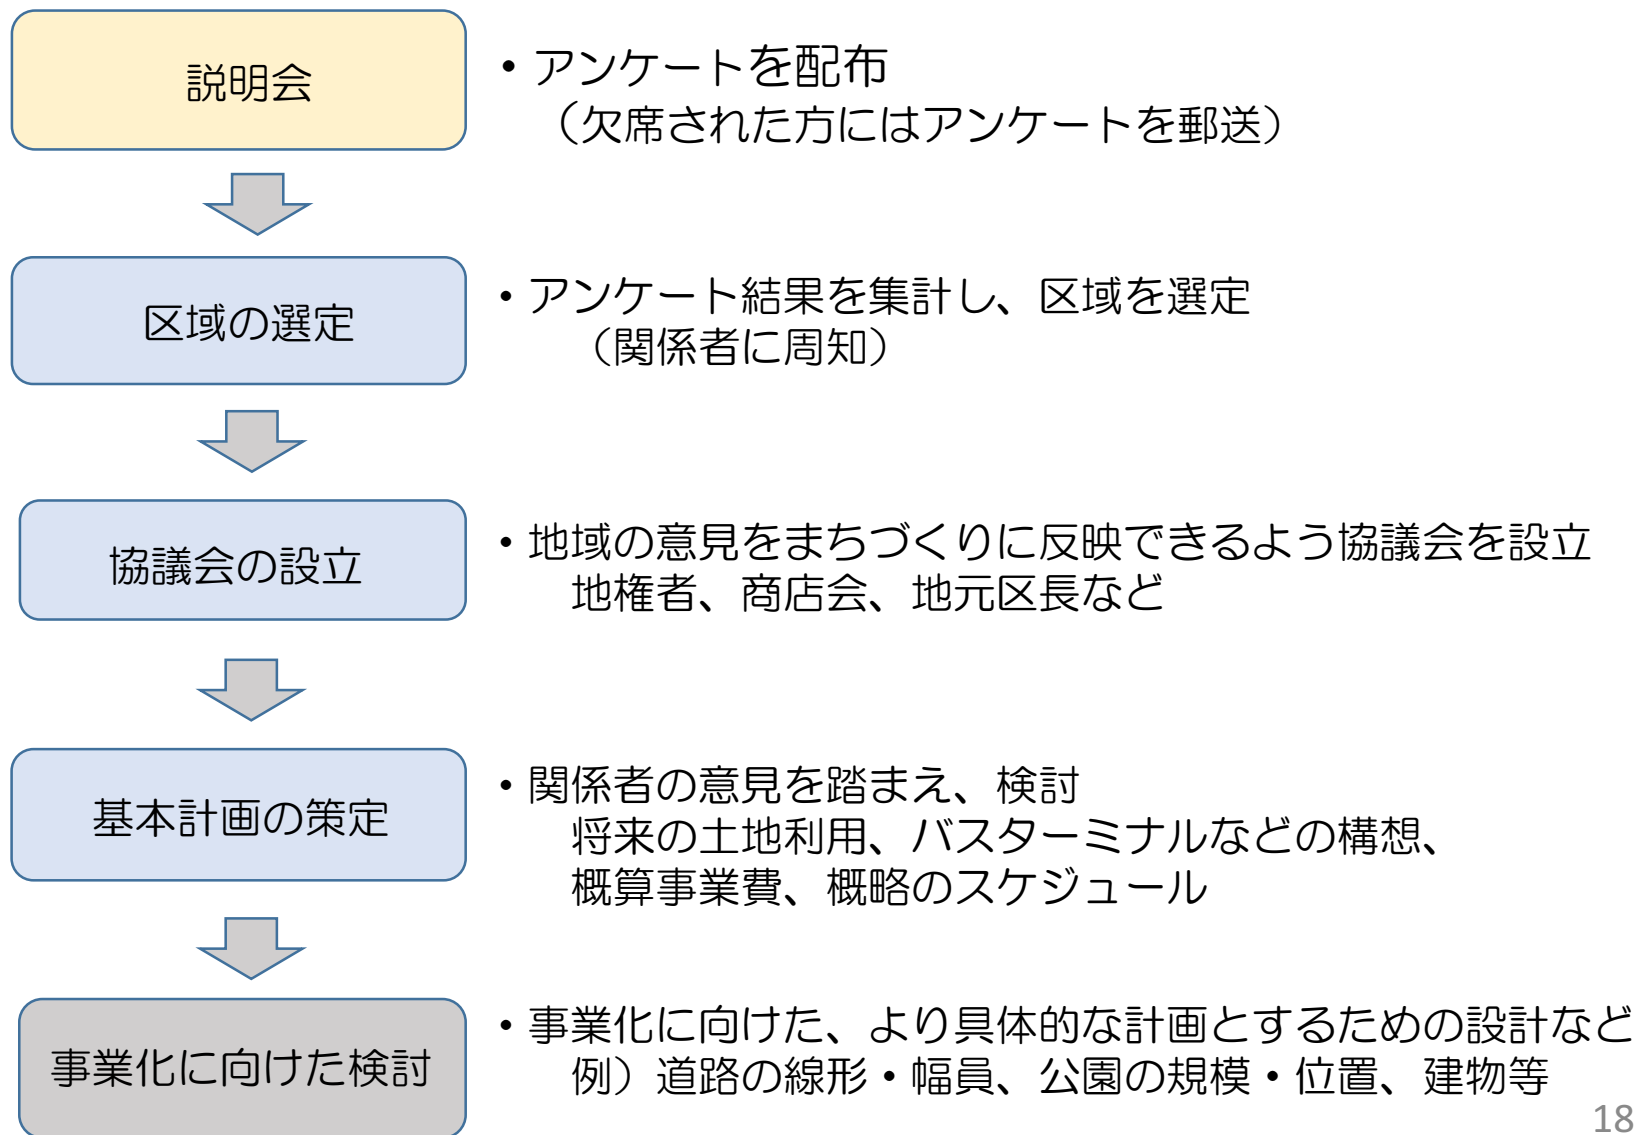 説明会
・アンケートを配布
（欠席された方にはアンケートを郵送）
区域の選定
・アンケート結果を集計し、区域を選定
（関係者に周知）
協議会の設立
・地域の意見をまちづくりに反映できるよう協議会を設立
地権者、商店会、地元区長など
基本計画の策定
・関係者の意見を踏まえ、検討
将来の土地利用、バスターミナルなどの構想、
概算事業費、概略のスケジュール
事業化に向けた検討
・事業化に向けた、より具体的な計画とするための設計など
例）道路の線形・幅員、公園の規模・位置、建物等
18